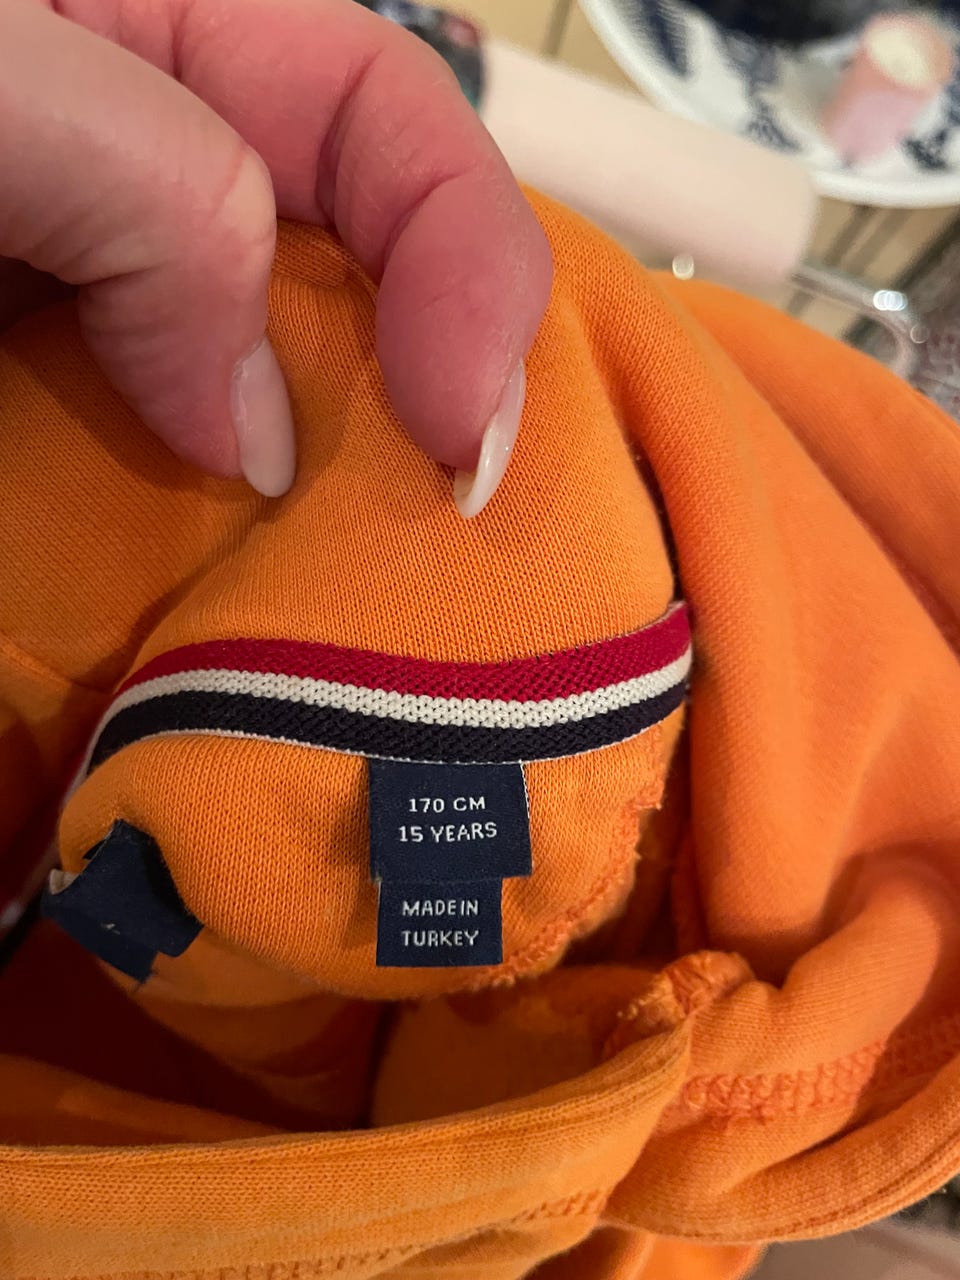 170 CM
15 YEARS
MADE IN
TURKEY